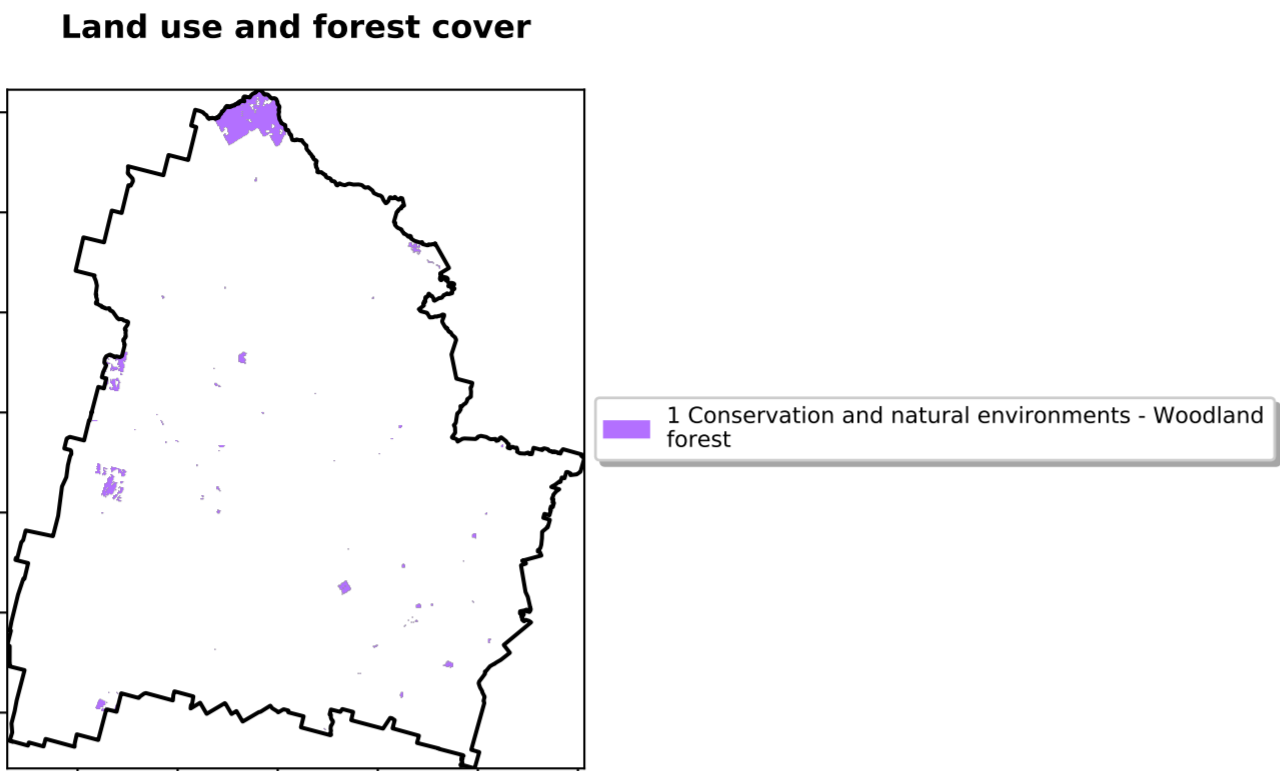 Land use and forest cover
1 Conservation and natural environments - Woodland
forest